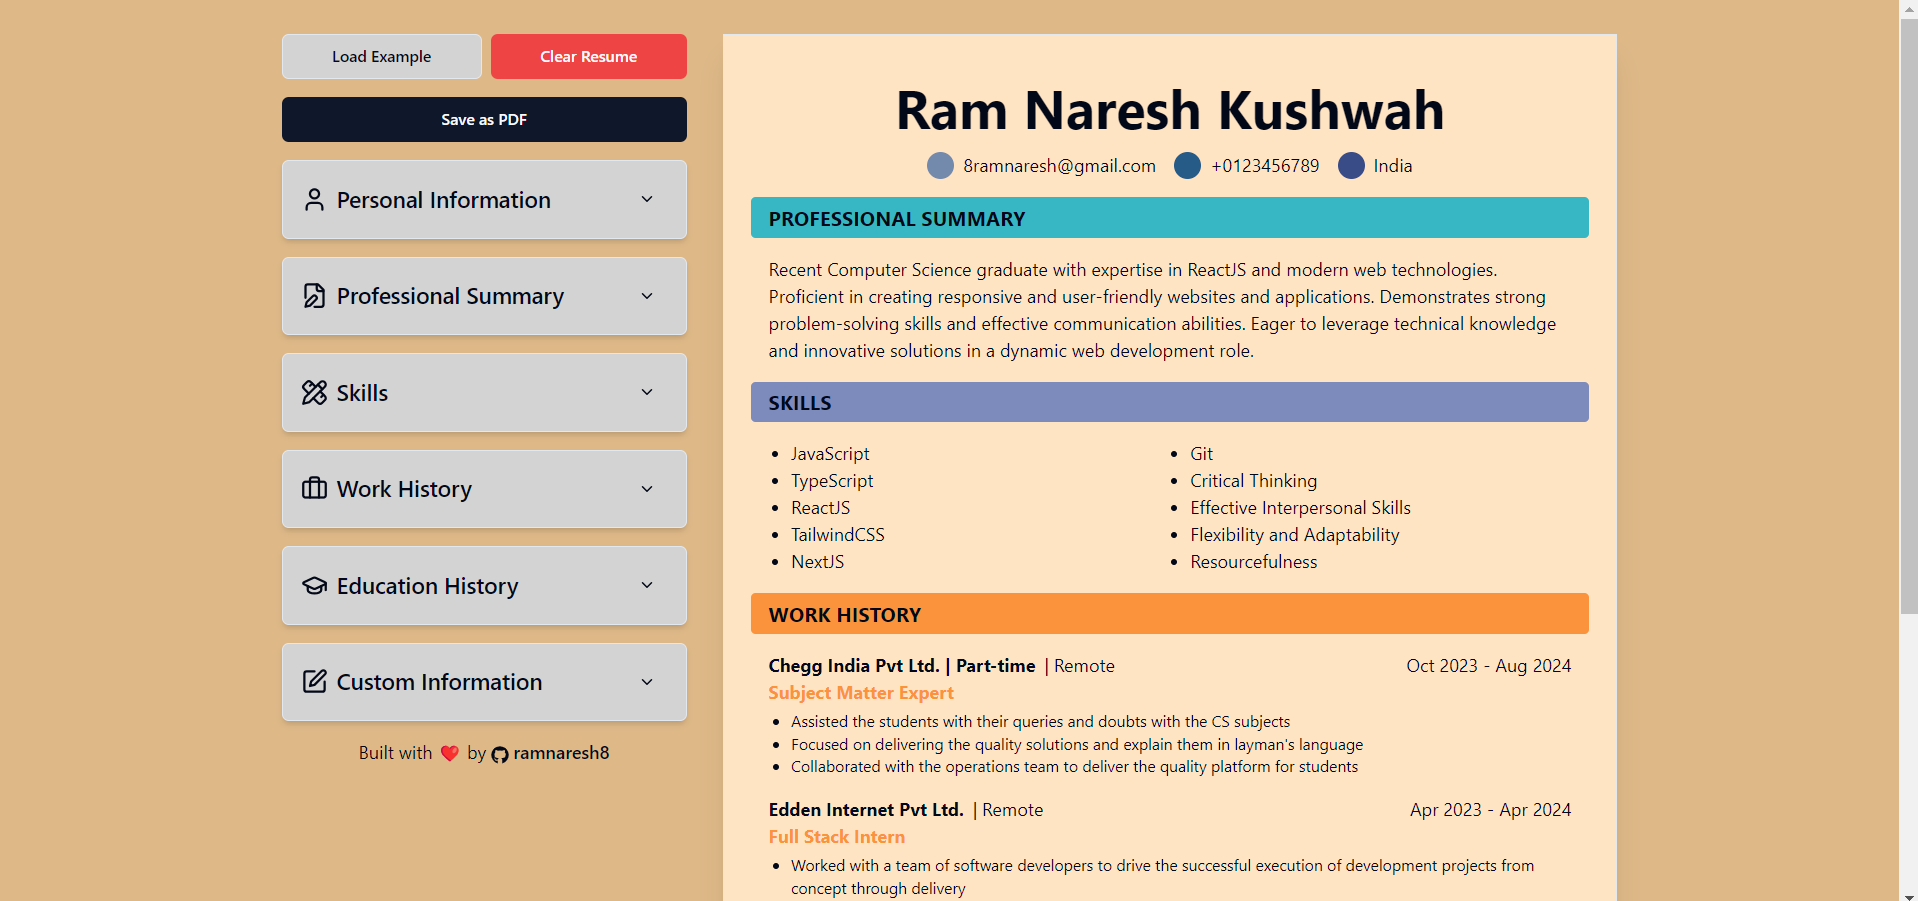 Load Example
Clear Resume
Save as PDF
Personal Information
Professional Summary
Skills
Work History
Education History
Custom Information
Built with ❤️ by ramnaresh8
Ram Naresh Kushwah
8ramnaresh@gmail.com +0123456789 India
PROFESSIONAL SUMMARY
Recent Computer Science graduate with expertise in ReactJS and modern web technologies.
Proficient in creating responsive and user-friendly websites and applications. Demonstrates strong
problem-solving skills and effective communication abilities. Eager to leverage technical knowledge
and innovative solutions in a dynamic web development role.
SKILLS
• JavaScript
• TypeScript
• ReactJS
• TailwindCSS
• NextJS
• Git
• Critical Thinking
• Effective Interpersonal Skills
• Flexibility and Adaptability
• Resourcefulness
WORK HISTORY
Chegg India Pvt Ltd. | Part-time | Remote Oct 2023 - Aug 2024
Subject Matter Expert
• Assisted the students with their queries and doubts with the CS subjects
• Focused on delivering the quality solutions and explain them in layman's language
• Collaborated with the operations team to deliver the quality platform for students
Edden Internet Pvt Ltd. | Remote Apr 2023 - Apr 2024
Full Stack Intern
• Worked with a team of software developers to drive the successful execution of development projects from
concept through delivery